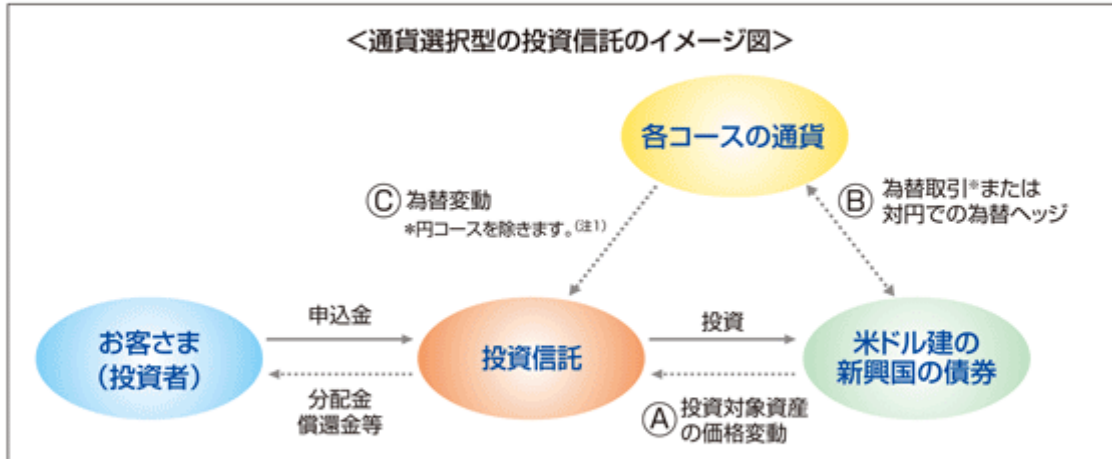 ＜通貨選択型の投資信託のイメージ図＞
各コースの通貨
Ⓒ 為替変動
＊円コースを除きます。(注1)
Ⓑ 為替取引※または
対円での為替ヘッジ
お客さま
（投資者）
申込金
分配金
償還金等
投資信託
投資
Ⓐ 投資対象資産
の価格変動
米ドル建の
新興国の債券